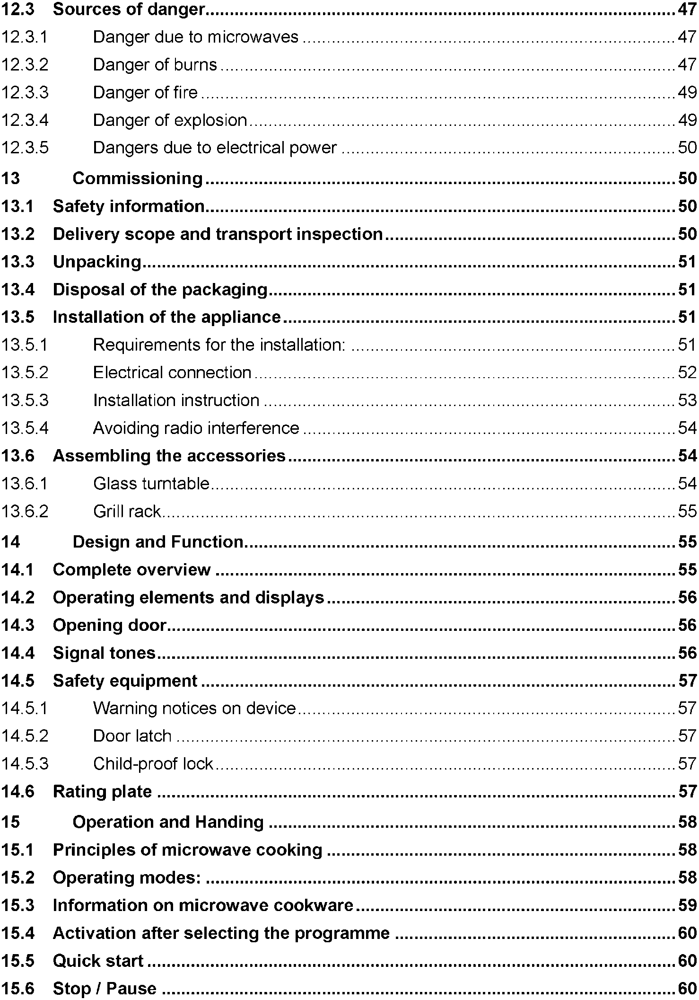 12.3 Sources of danger........................................ 47
12.3.1 Danger due to microwaves ........................................ 47
12.3.2 Danger of burns ........................................ 47
12.3.3 Danger of fire ........................................ 49
12.3.4 Danger of explosion ........................................ 49
12.3.5 Dangers due to electrical power ........................................ 50
13 Commissioning ........................................ 50
13.1 Safety information ........................................ 50
13.2 Delivery scope and transport inspection ........................................ 50
13.3 Unpacking ........................................ 51
13.4 Disposal of the packaging ........................................ 51
13.5 Installation of the appliance ........................................ 51
13.5.1 Requirements for the installation: ........................................ 51
13.5.2 Electrical connection ........................................ 52
13.5.3 Installation instruction ........................................ 53
13.5.4 Avoiding radio interference ........................................ 54
13.6 Assembling the accessories ........................................ 54
13.6.1 Glass turntable ........................................ 54
13.6.2 Grill rack ........................................ 55
14 Design and Function ........................................ 55
14.1 Complete overview ........................................ 55
14.2 Operating elements and displays ........................................ 56
14.3 Opening door ........................................ 56
14.4 Signal tones ........................................ 56
14.5 Safety equipment ........................................ 57
14.5.1 Warning notices on device ........................................ 57
14.5.2 Door latch ........................................ 57
14.5.3 Child-proof lock ........................................ 57
14.6 Rating plate ........................................ 57
15 Operation and Handing ........................................ 58
15.1 Principles of microwave cooking ........................................ 58
15.2 Operating modes: ........................................ 58
15.3 Information on microwave cookware ........................................ 59
15.4 Activation after selecting the programme ........................................ 60
15.5 Quick start ........................................ 60
15.6 Stop / Pause ........................................ 60